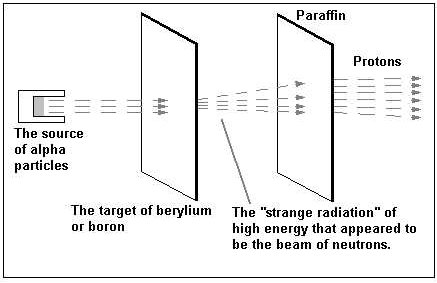 Paraffin
Protons
The source
of alpha
particles
The target of berylium
or boron
The "strange radiation" of
high energy that appeared to
be the beam of neutrons.